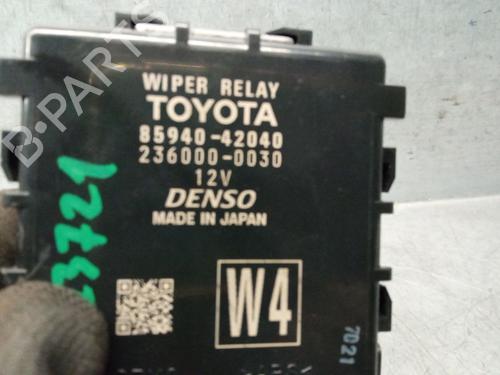 WIPER RELAY
TOYOTA
85940-42040
236000-0030
12V
DENSO
MADE IN JAPAN
W4
7021
B-PARTS